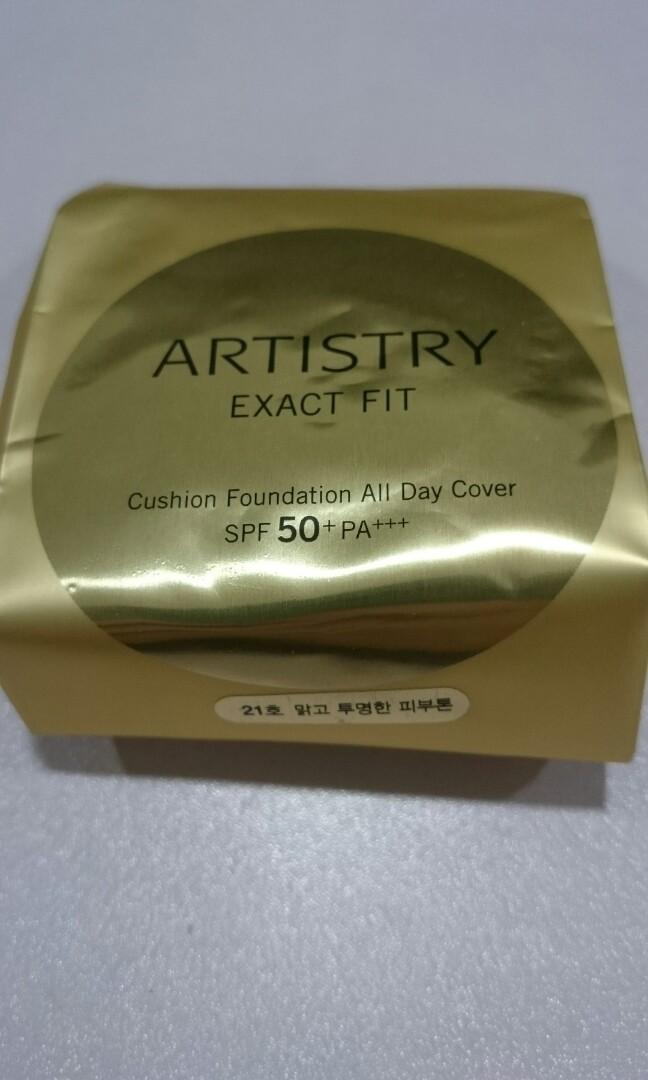 ARTISTRY
EXACT FIT
Cushion Foundation All Day Cover
SPF 50+ PA+++
21호 맑고 투명한 피부톤